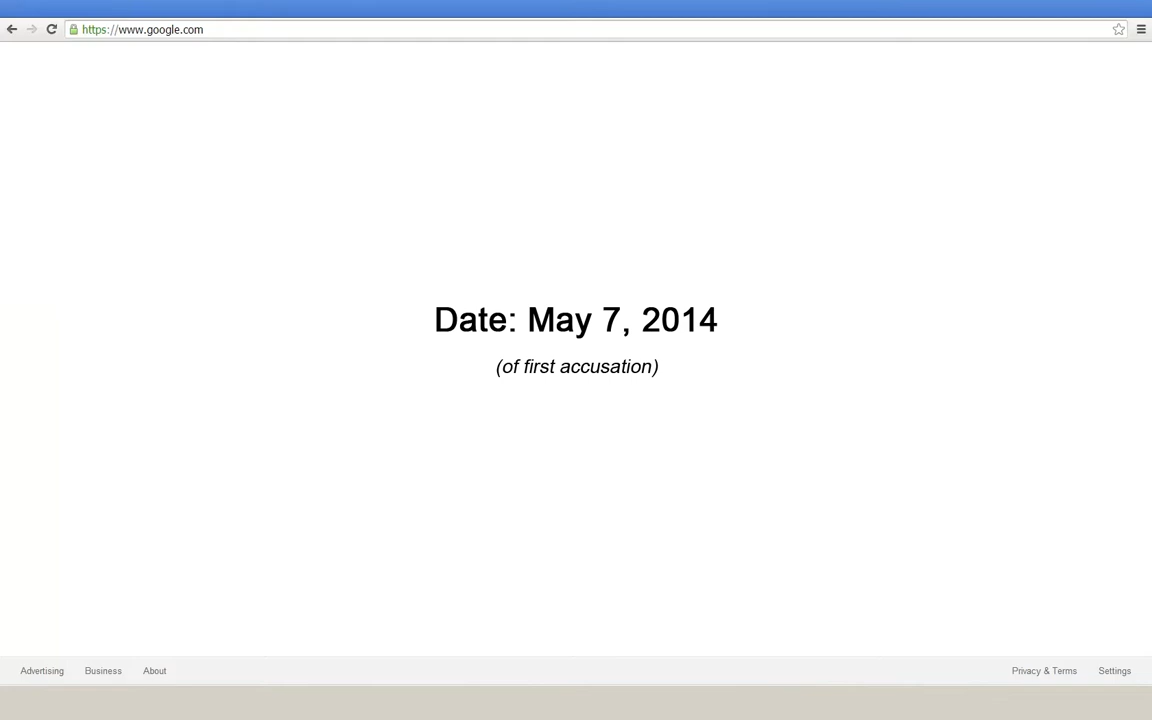 https://www.google.com
Date: May 7, 2014
(of first accusation)
Advertising Business About Privacy & Terms Settings